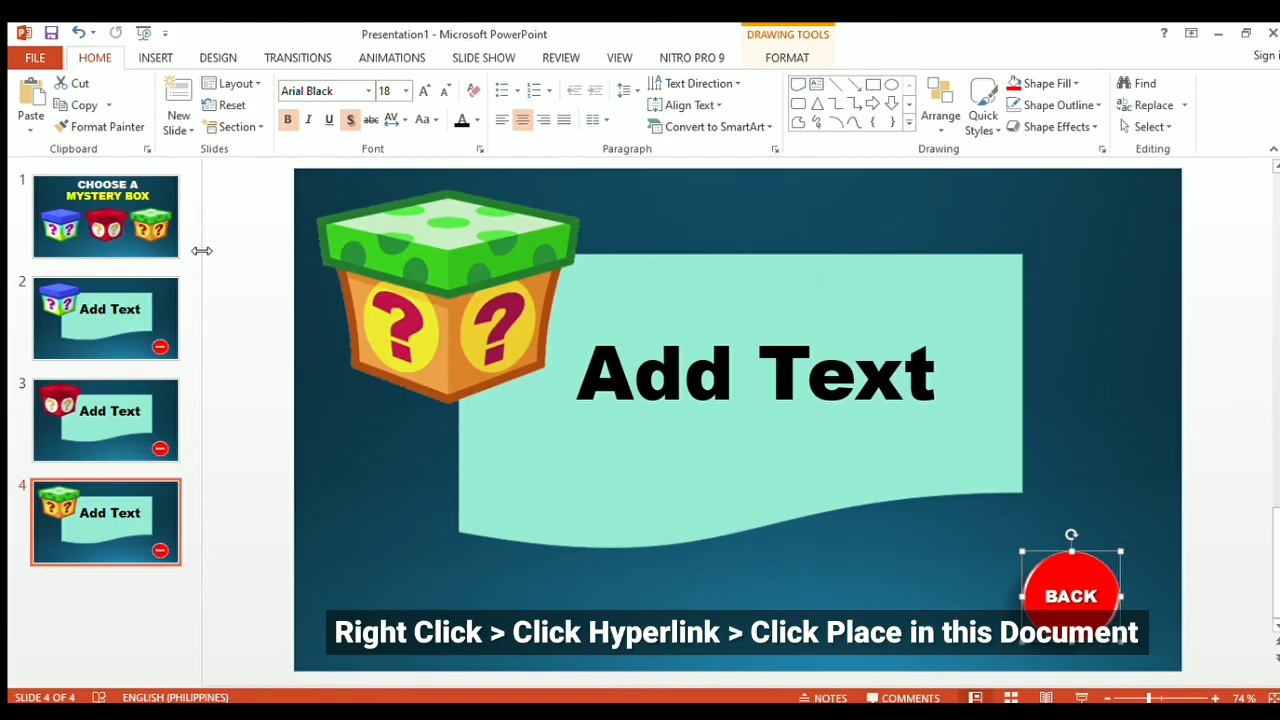 Presentation1 - Microsoft PowerPoint
DRAWING TOOLS
?
FILE HOME INSERT DESIGN TRANSITIONS ANIMATIONS SLIDE SHOW REVIEW VIEW NITRO PRO 9 FORMAT
Sign
Paste
Cut
Copy
Format Painter
Clipboard
New
Slide
Layout
Reset
Section
Slides
Arial Black 18
B I U S abc AV Aa A
Font
Text Direction
Align Text
Convert to SmartArt
Paragraph
Arrange
Quick
Styles
Shape Fill
Shape Outline
Shape Effects
Drawing
Find
Replace
Select
Editing
1
CHOOSE A
MYSTERY BOX
? ? ? ? ? ?
2
? ?
Add Text
3
? ?
Add Text
4
? ?
Add Text
? ?
Add Text
BACK
Right Click > Click Hyperlink > Click Place in this Document
SLIDE 4 OF 4 ENGLISH (PHILIPPINES) NOTES COMMENTS 74 %